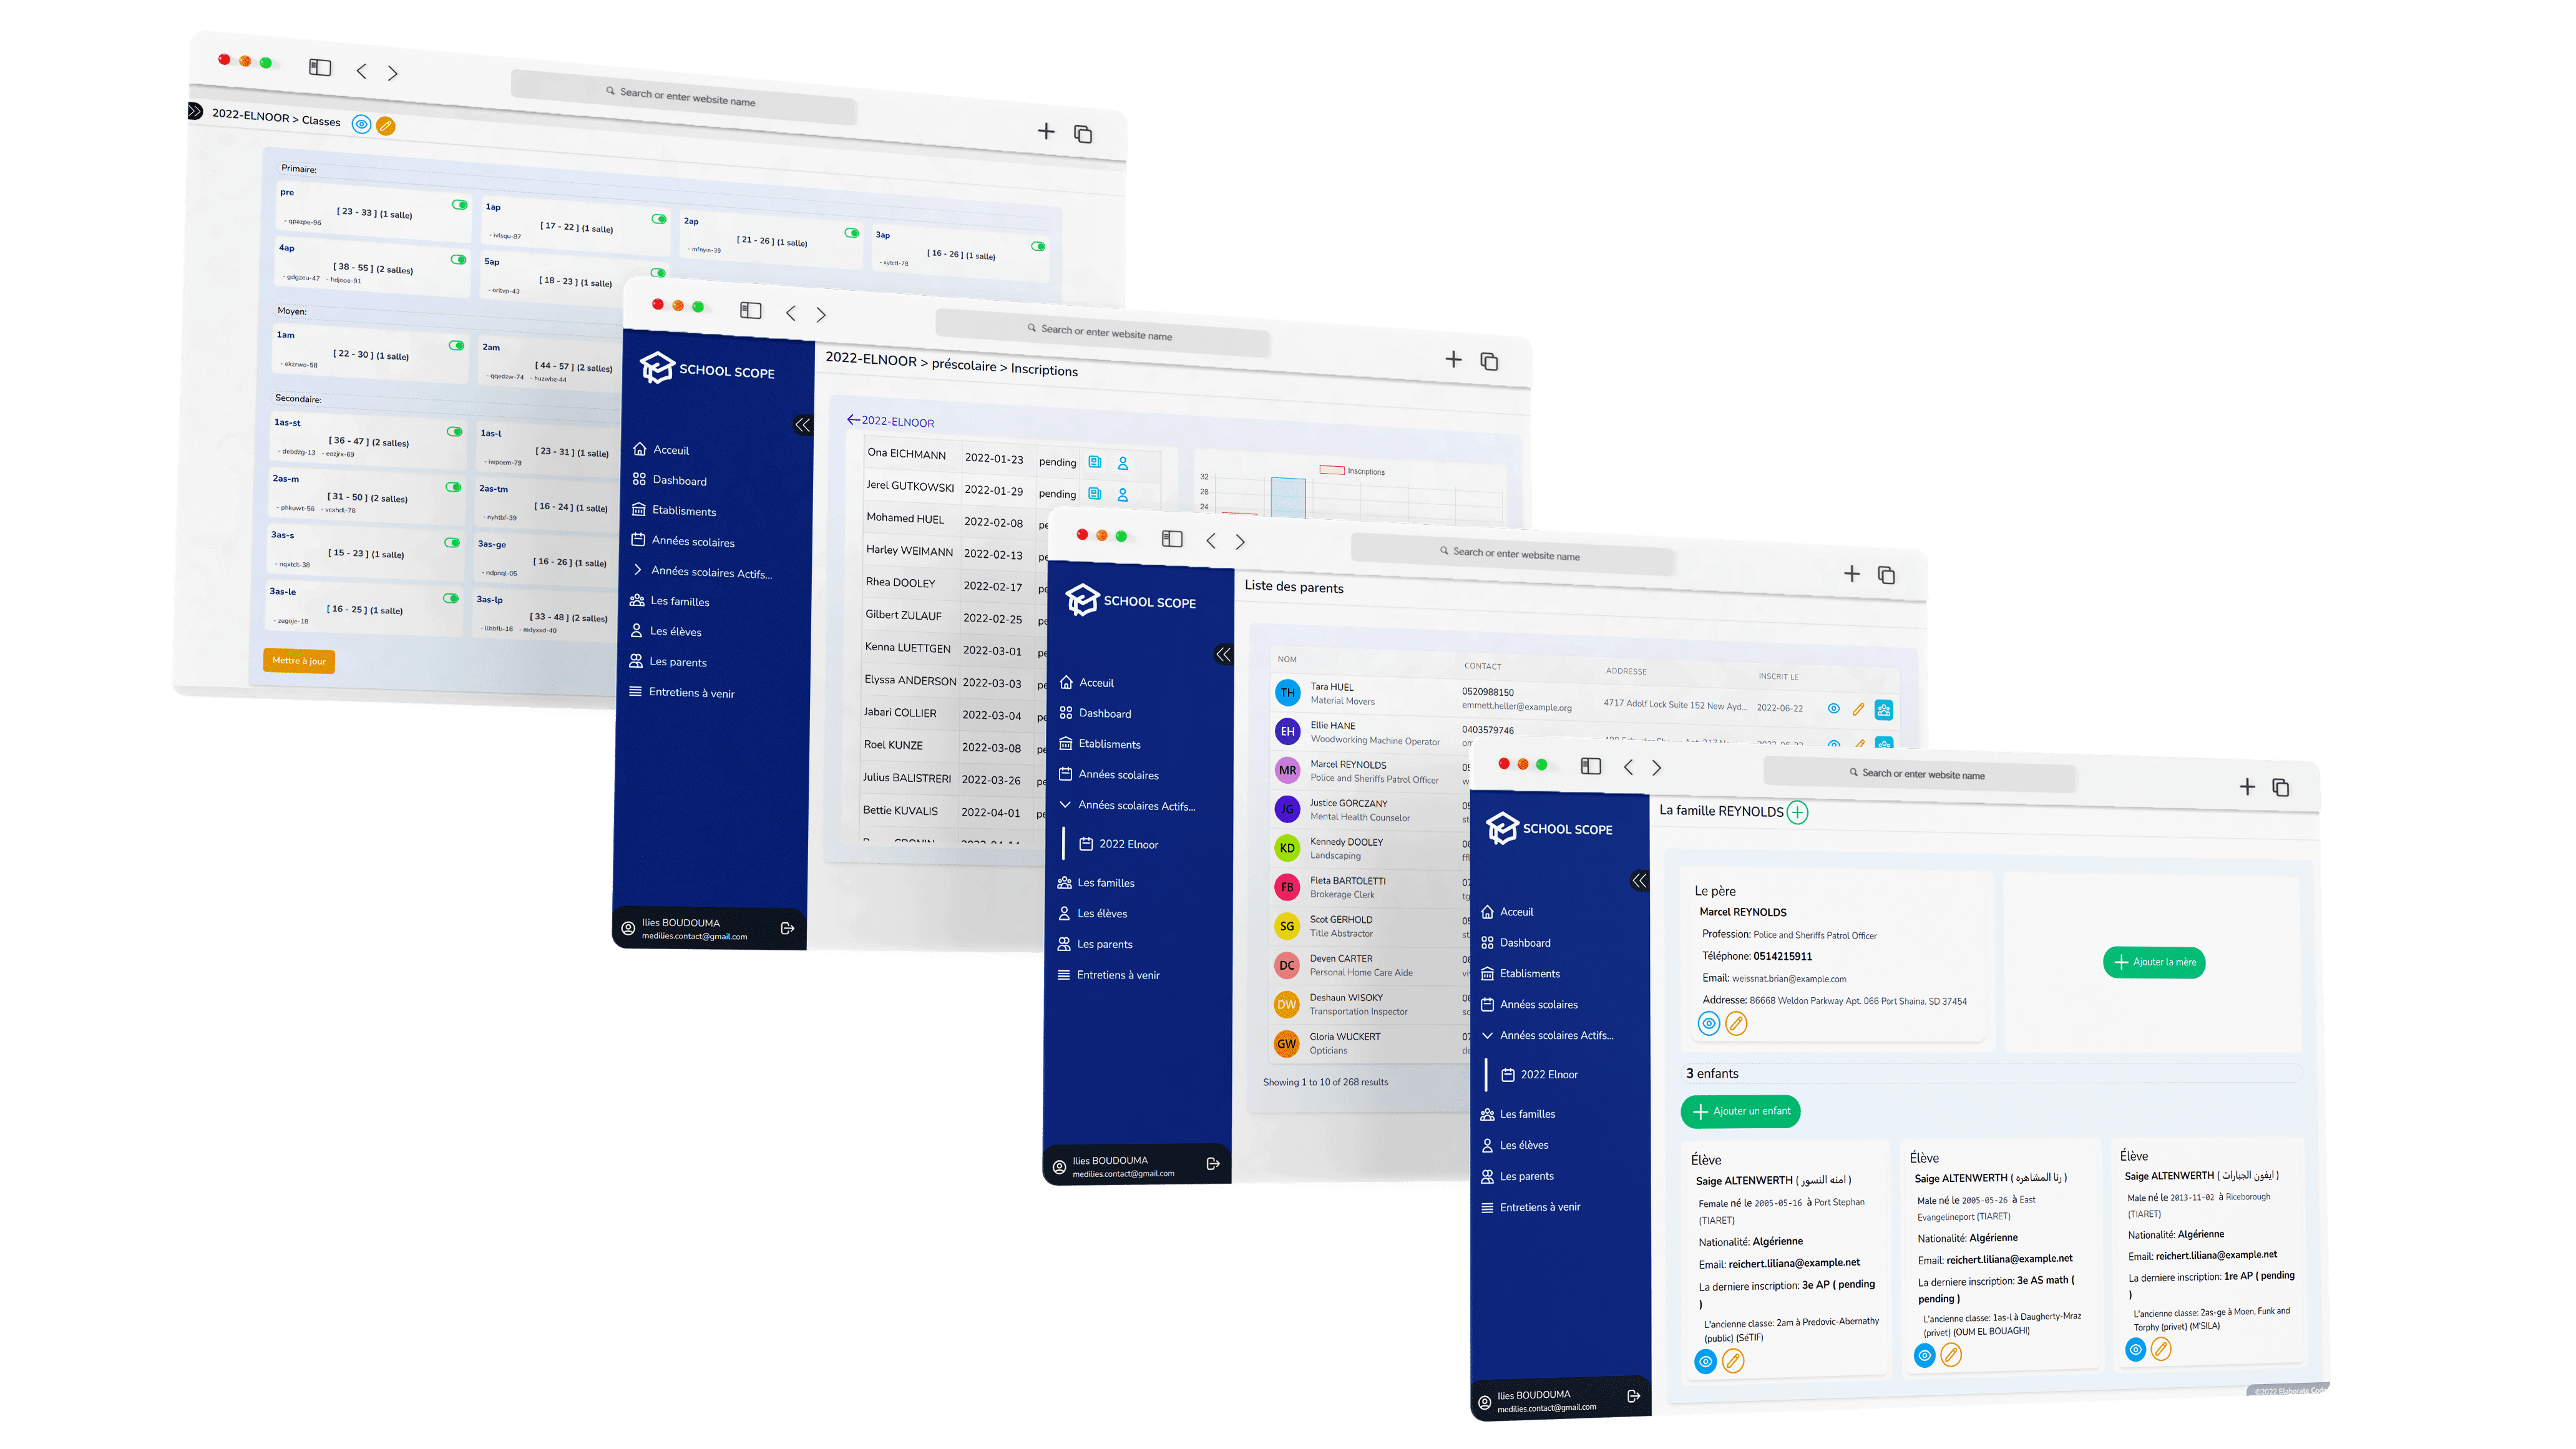 Search or enter website name
2022-ELNOOR > Classes
Primaire:
pre
[ 23 - 33 ] (1 salle)
- qpazpe-96
1ap
[ 17 - 22 ] (1 salle)
- ivlsqu-87
2ap
[ 21 - 26 ] (1 salle)
- mfnyin-39
3ap
[ 16 - 26 ] (1 salle)
- xytctl-78
4ap
[ 38 - 55 ] (2 salles)
- gdgzeu-47 - hdjooe-91
5ap
[ 18 - 23 ] (1 salle)
- oritvp-43
Moyen:
1am
[ 22 - 30 ] (1 salle)
- ekzrwo-58
2am
[ 44 - 57 ] (2 salles)
- qqedzw-74 - huzwbz-44
Secondaire:
1as-st
[ 36 - 47 ] (2 salles)
- debdzg-13 - eozjrx-69
1as-l
[ 23 - 31 ] (1 salle)
- iwpcem-79
2as-m
[ 31 - 50 ] (2 salles)
- phkuwt-56 - vcxhdt-78
2as-tm
[ 16 - 24 ] (1 salle)
- nyhtbf-39
3as-s
[ 15 - 23 ] (1 salle)
- nqxtdt-38
3as-ge
[ 16 - 26 ] (1 salle)
- ndpnql-05
3as-le
[ 16 - 25 ] (1 salle)
- zegoje-18
3as-lp
[ 33 - 48 ] (2 salles)
- libbfb-16 - mdyxxd-40
Mettre à jour
Search or enter website name
SCHOOL SCOPE
Acceuil
Dashboard
Etablisments
Années scolaires
Années scolaires Actifs...
Les familles
Les élèves
Les parents
Entretiens à venir
Ilies BOUDOUMA
medilies.contact@gmail.com
2022-ELNOOR > préscolaire > Inscriptions
2022-ELNOOR
Ona EICHMANN 2022-01-23 pending
Jerel GUTKOWSKI 2022-01-29 pending
Mohamed HUEL 2022-02-08 pe
Harley WEIMANN 2022-02-13 pe
Rhea DOOLEY 2022-02-17 pe
Gilbert ZULAUF 2022-02-25 pe
Kenna LUETTGEN 2022-03-01 pe
Elyssa ANDERSON 2022-03-03 pe
Jabari COLLIER 2022-03-04 pe
Roel KUNZE 2022-03-08 pe
Julius BALISTRERI 2022-03-26 pe
Bettie KUVALIS 2022-04-01 pe
Inscriptions
32
28
24
Search or enter website name
SCHOOL SCOPE
Acceuil
Dashboard
Etablisments
Années scolaires
Années scolaires Actifs...
2022 Elnoor
Les familles
Les élèves
Les parents
Entretiens à venir
Ilies BOUDOUMA
medilies.contact@gmail.com
Liste des parents
NOM CONTACT ADDRESSE INSCRIT LE
TH Tara HUEL 0520988150
Material Movers emmett.heller@example.org 4717 Adolf Lock Suite 152 New Ayd... 2022-06-22
EH Ellie HANE 0403579746
Woodworking Machine Operator
MR Marcel REYNOLDS
Police and Sheriffs Patrol Officer
JG Justice GORCZANY
Mental Health Counselor
KD Kennedy DOOLEY
Landscaping
FB Fleta BARTOLETTI
Brokerage Clerk
SG Scot GERHOLD
Title Abstractor
DC Deven CARTER
Personal Home Care Aide
DW Deshaun WISOKY
Transportation Inspector
GW Gloria WUCKERT
Opticians
Showing 1 to 10 of 268 results
Search or enter website name
SCHOOL SCOPE
Acceuil
Dashboard
Etablisments
Années scolaires
Années scolaires Actifs...
2022 Elnoor
Les familles
Les élèves
Les parents
Entretiens à venir
Ilies BOUDOUMA
medilies.contact@gmail.com
La famille REYNOLDS
Le père
Marcel REYNOLDS
Profession: Police and Sheriffs Patrol Officer
Téléphone: 0514215911
Email: weissnat.brian@example.com
Addresse: 86668 Weldon Parkway Apt. 066 Port Shaina, SD 37454
Ajouter la mère
3 enfants
Ajouter un enfant
Élève
Saige ALTENWERTH ( امنه النسور )
Female né le 2005-05-16 à Port Stephan
(TIARET)
Nationalité: Algérienne
Email: reichert.liliana@example.net
La derniere inscription: 3e AP ( pending
)
L'ancienne classe: 2am à Predovic-Abernathy
(public) (SéTIF)
Élève
Saige ALTENWERTH ( رنا المشاهره )
Male né le 2005-05-26 à East
Evangelineport (TIARET)
Nationalité: Algérienne
Email: reichert.liliana@example.net
La derniere inscription: 3e AS math (
pending )
L'ancienne classe: 1as-l à Daugherty-Mraz
(privet) (OUM EL BOUAGHI)
Élève
Saige ALTENWERTH ( ايفون الجبارات )
Male né le 2013-11-02 à Riceborough
(TIARET)
Nationalité: Algérienne
Email: reichert.liliana@example.net
La derniere inscription: 1re AP ( pending
)
L'ancienne classe: 2as-ge à Moen, Funk and
Torphy (privet) (M'SILA)
©2022 Elaborate Code